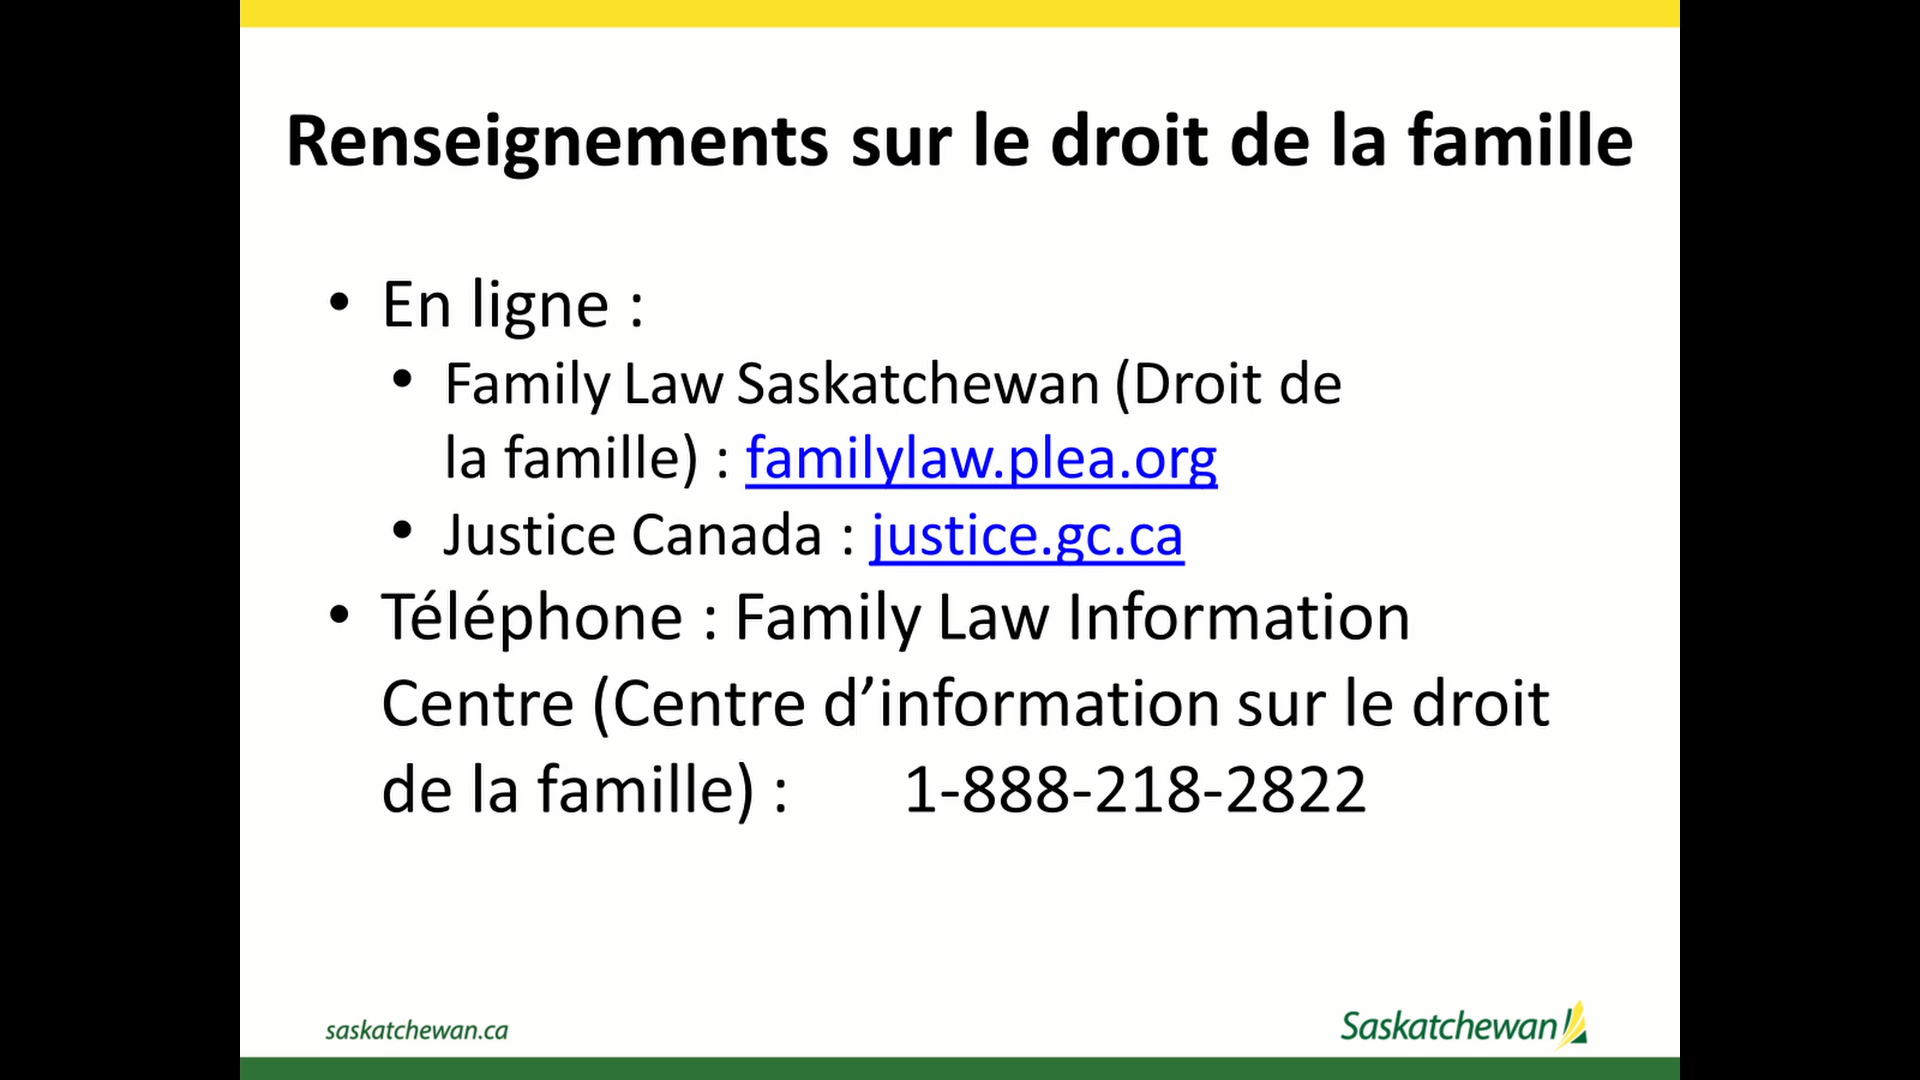 Renseignements sur le droit de la famille
• En ligne :
• Family Law Saskatchewan (Droit de
la famille) : familylaw.plea.org
• Justice Canada : justice.gc.ca
• Téléphone : Family Law Information
Centre (Centre d’information sur le droit
de la famille) : 1-888-218-2822
saskatchewan.ca
Saskatchewan